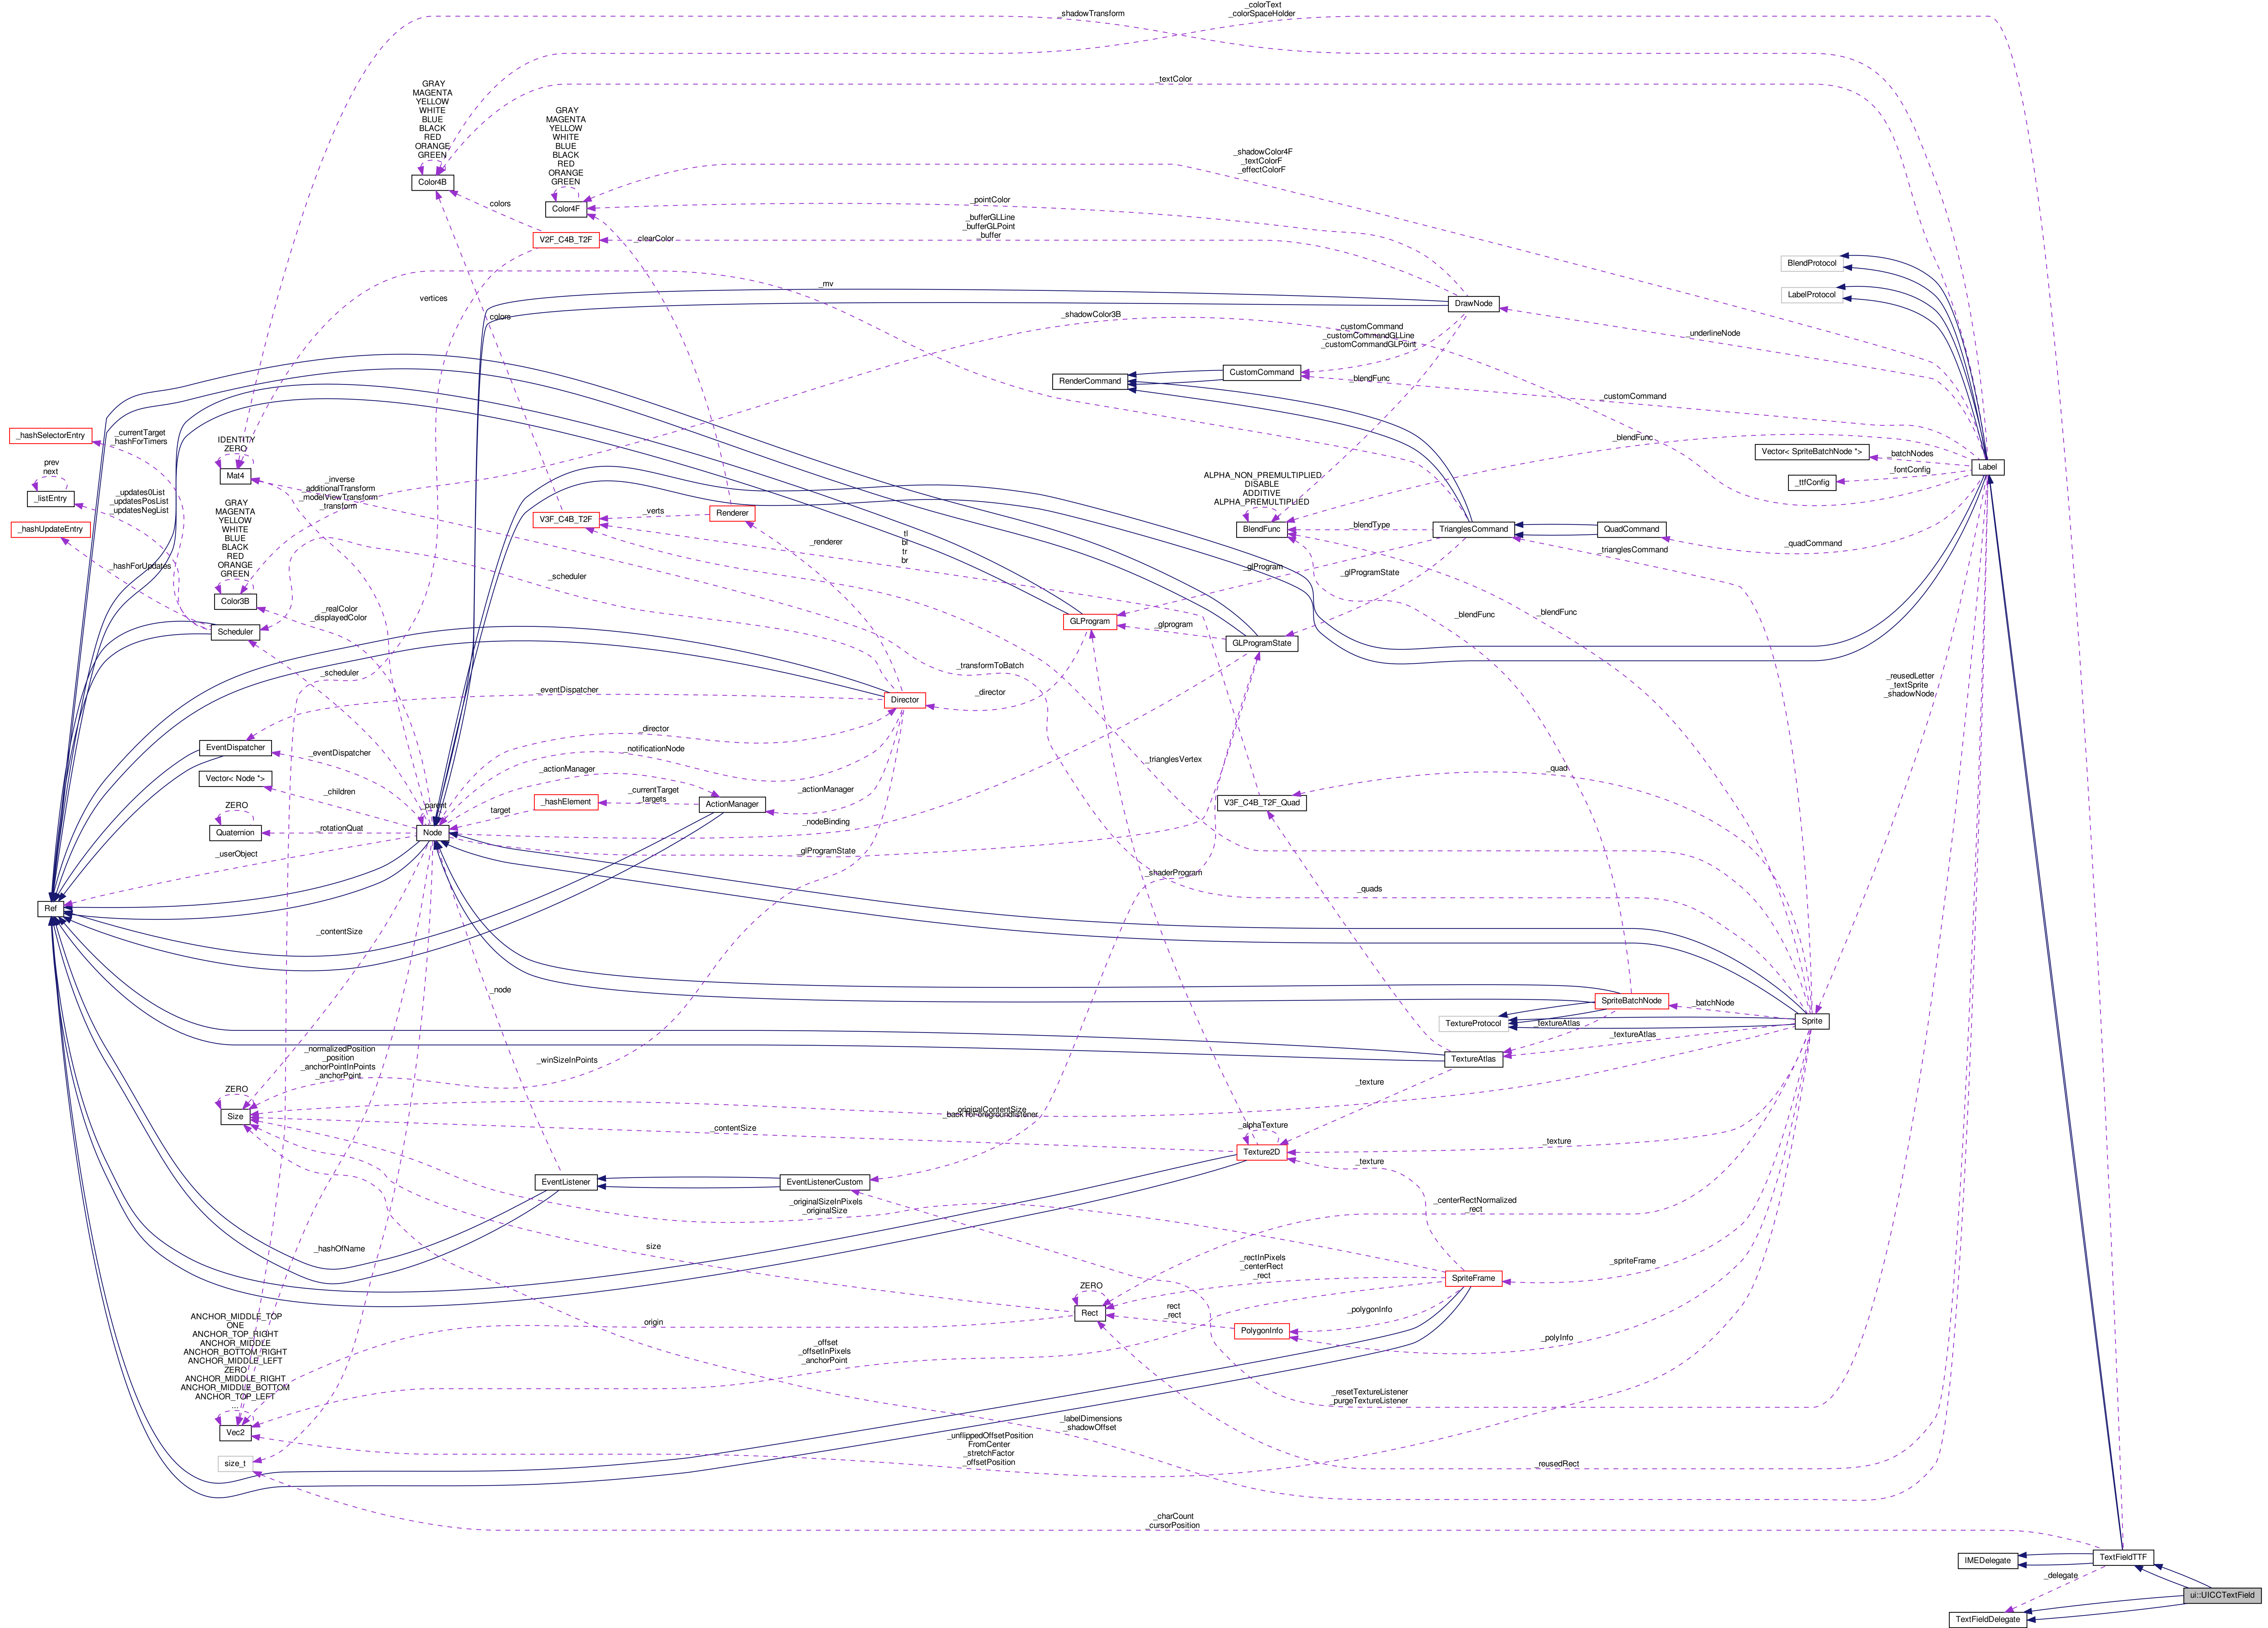 _shadowTransform
_colorText
_colorSpaceHolder
_textColor
GRAY
MAGENTA
YELLOW
WHITE
BLUE
BLACK
RED
ORANGE
GREEN
Color4B
GRAY
MAGENTA
YELLOW
WHITE
BLUE
BLACK
RED
ORANGE
GREEN
Color4F
_shadowColor4F
_textColorF
_effectColorF
colors
_pointColor
V2F_C4B_T2F
_clearColor
_bufferGLLine
_bufferGLPoint
_buffer
BlendProtocol
LabelProtocol
vertices
_mv
DrawNode
colors
_shadowColor3B
_customCommand
_customCommandGLLine
_customCommandGLPoint
_underlineNode
RenderCommand
CustomCommand
_blendFunc
_customCommand
_hashSelectorEntry
_currentTarget
_hashForTimers
IDENTITY
ZERO
Mat4
_blendFunc
Vector< SpriteBatchNode *>
_batchNodes
Label
_fontConfig
_ttfConfig
prev
next
_listEntry
_updates0List
_updatesPosList
_updatesNegList
_inverse
_additionalTransform
_modelViewTransform
_transform
ALPHA_NON_PREMULTIPLIED
DISABLE
ADDITIVE
ALPHA_PREMULTIPLIED
BlendFunc
_hashUpdateEntry
GRAY
MAGENTA
YELLOW
WHITE
BLUE
BLACK
RED
ORANGE
GREEN
Color3B
V3F_C4B_T2F
_verts
Renderer
_blendType
TrianglesCommand
QuadCommand
_renderer
tl
bl
tr
br
_trianglesCommand
_quadCommand
_hashForUpdates
_scheduler
_glProgram
_glProgramState
_realColor
_displayedColor
Scheduler
GLProgram
_glprogram
GLProgramState
_blendFunc
_blendFunc
_scheduler
_transformToBatch
_eventDispatcher
Director
_director
_reusedLetter
_textSprite
_shadowNode
_director
EventDispatcher
_eventDispatcher
_notificationNode
_trianglesVertex
Vector< Node *>
_children
_actionManager
_actionManager
_quad
_parent
target
_hashElement
_currentTarget
_targets
ActionManager
V3F_C4B_T2F_Quad
ZERO
Quaternion
_rotationQuat
Node
_nodeBinding
_userObject
_glProgramState
_shaderProgram
_quads
Ref
_contentSize
_node
SpriteBatchNode
_batchNode
TextureProtocol
Sprite
_textureAtlas
_textureAtlas
_normalizedPosition
_position
_anchorPointInPoints
_anchorPoint
_winSizeInPoints
TextureAtlas
_texture
ZERO
Size
_originalContentSize
_backToForegroundlistener
_contentSize
_alphaTexture
Texture2D
_texture
_texture
EventListener
EventListenerCustom
_originalSizeInPixels
_originalSize
_centerRectNormalized
_rect
_hashOfName
size
_rectInPixels
_centerRect
_rect
_spriteFrame
SpriteFrame
ZERO
Rect
rect
_rect
_polygonInfo
PolygonInfo
ANCHOR_MIDDLE_TOP
ONE
ANCHOR_TOP_RIGHT
ANCHOR_MIDDLE
ANCHOR_BOTTOM_RIGHT
ANCHOR_MIDDLE_LEFT
ZERO
ANCHOR_MIDDLE_RIGHT
ANCHOR_MIDDLE_BOTTOM
ANCHOR_TOP_LEFT
...
Vec2
origin
_offset
_offsetInPixels
_anchorPoint
_polyInfo
_resetTextureListener
_purgeTextureListener
_labelDimensions
_shadowOffset
size_t
_unflippedOffsetPosition
FromCenter
_stretchFactor
_offsetPosition
_reusedRect
_charCount
_cursorPosition
IMEDelegate
TextFieldTTF
_delegate
ui::UICCTextField
TextFieldDelegate